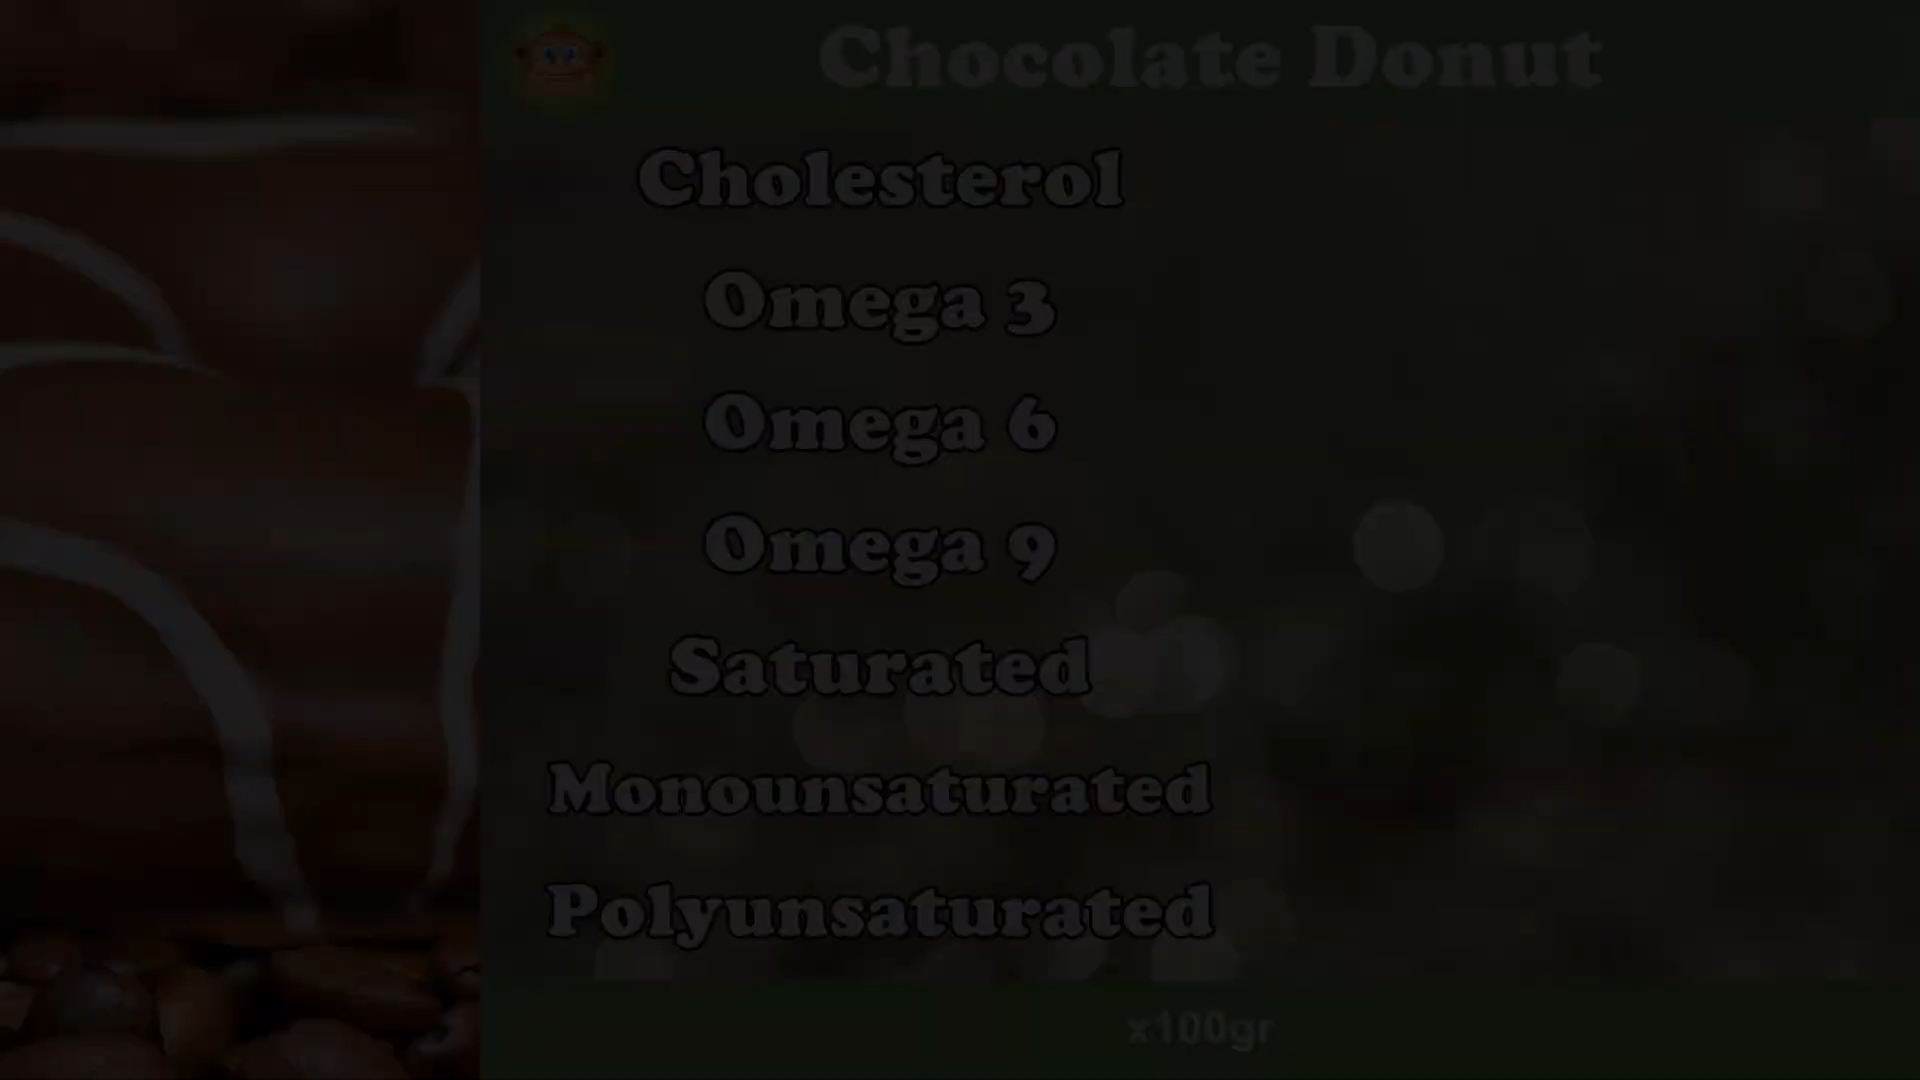 Chocolate Donut
Cholesterol
Omega 3
Omega 6
Omega 9
Saturated
Monounsaturated
Polyunsaturated
x100gr